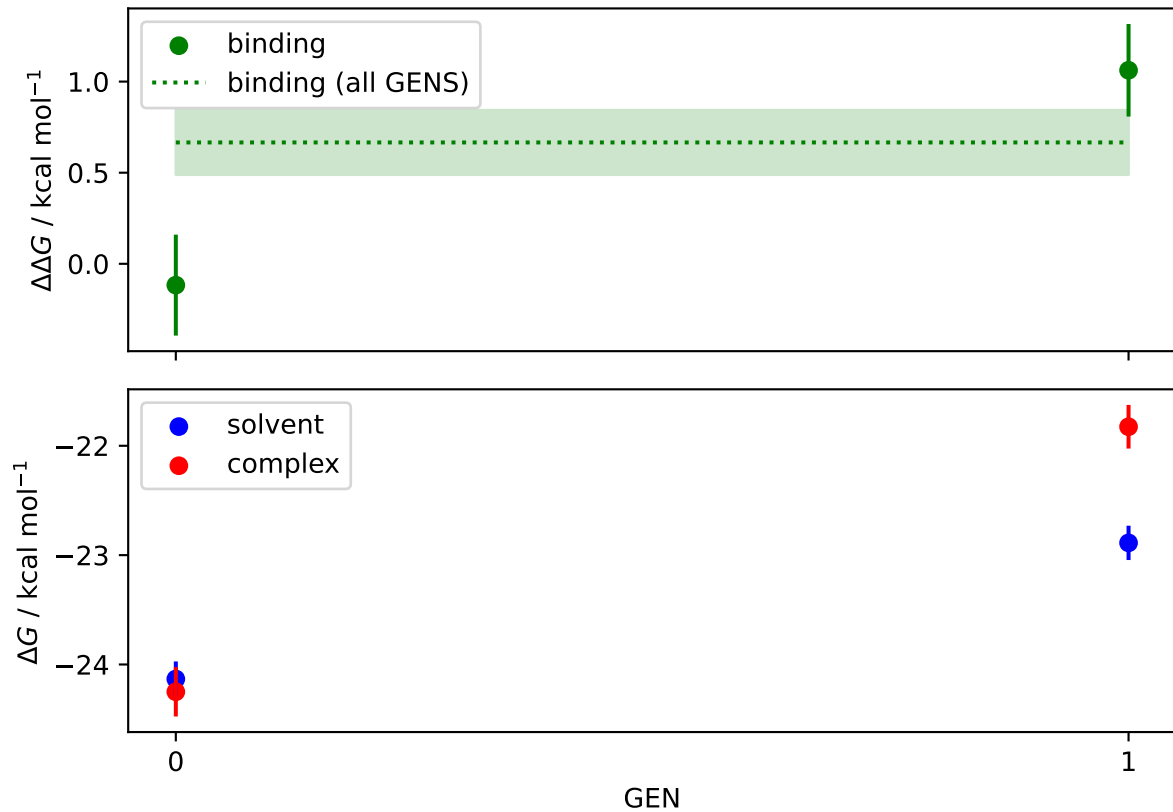 binding
binding (all GENS)
1.0
0.5
0.0
ΔΔG / kcal mol⁻¹
solvent
complex
−22
−23
−24
ΔG / kcal mol⁻¹
0
1
GEN